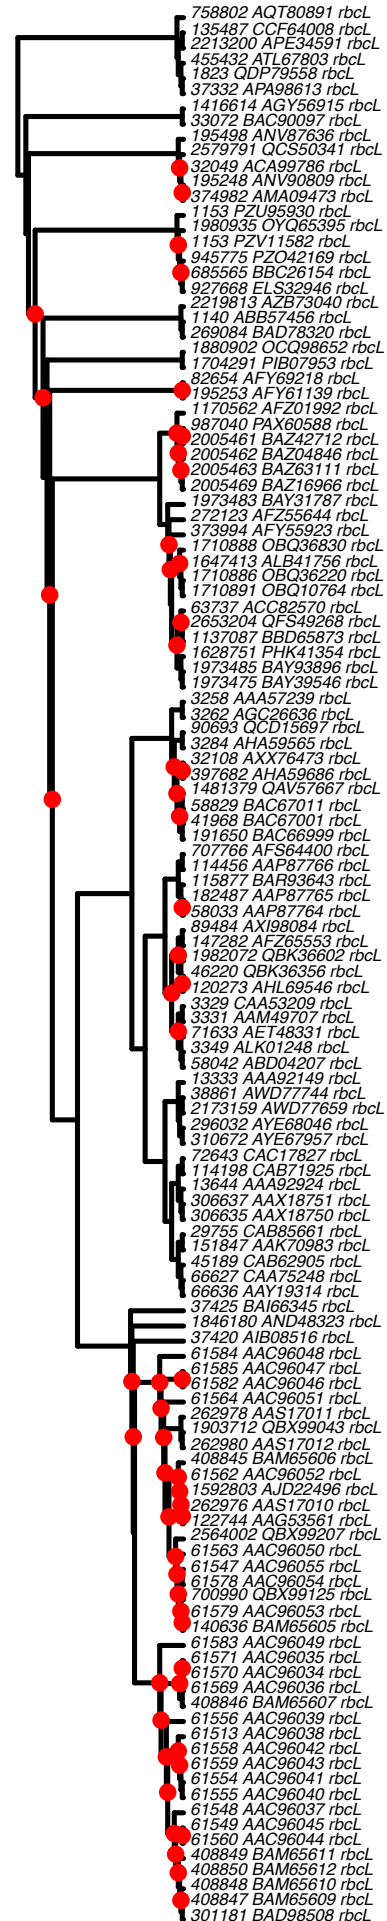 758802 AQT80891 rbcL
135487 CCF64008 rbcL
2213200 APE34591 rbcL
455432 ATL67803 rbcL
1823 QDP79558 rbcL
37332 APA98613 rbcL
1416614 AGY56915 rbcL
33072 BAC90097 rbcL
195498 ANV87636 rbcL
2579791 QCS50341 rbcL
32049 ACA99786 rbcL
195248 ANV90809 rbcL
374982 AMA09473 rbcL
1153 PZU95930 rbcL
1980935 OYQ65395 rbcL
1153 PZV11582 rbcL
945775 PZO42169 rbcL
685565 BBC26154 rbcL
927668 ELS32946 rbcL
2219813 AZB73040 rbcL
1140 ABB57456 rbcL
269084 BAD78320 rbcL
1880902 OCQ98652 rbcL
1704291 PIB07953 rbcL
82654 AFY69218 rbcL
195253 AFY61139 rbcL
1170562 AFZ01992 rbcL
987040 PAX60588 rbcL
2005461 BAZ42712 rbcL
2005462 BAZ04846 rbcL
2005463 BAZ63111 rbcL
2005469 BAZ16966 rbcL
1973483 BAY31787 rbcL
272123 AFZ55644 rbcL
373994 AFY55923 rbcL
1710888 OBQ36830 rbcL
1647413 ALB41756 rbcL
1710886 OBQ36220 rbcL
1710891 OBQ10764 rbcL
63737 ACC82570 rbcL
2653204 QFS49268 rbcL
1137087 BBD65873 rbcL
1628751 PHK41354 rbcL
1973485 BAY93896 rbcL
1973475 BAY39546 rbcL
3258 AAA57239 rbcL
3262 AGC26636 rbcL
90693 QCD15697 rbcL
3284 AHA59565 rbcL
32108 AXX76473 rbcL
397682 AHA59686 rbcL
1481379 QAV57667 rbcL
58829 BAC67011 rbcL
41968 BAC67001 rbcL
191650 BAC66999 rbcL
707766 AFS64400 rbcL
114456 AAP87766 rbcL
115877 BAR93643 rbcL
182487 AAP87765 rbcL
58033 AAP87764 rbcL
89484 AXI98084 rbcL
147282 AFZ65553 rbcL
1982072 QBK36602 rbcL
46220 QBK36356 rbcL
120273 AHL69546 rbcL
3329 CAA53209 rbcL
3331 AAM49707 rbcL
71633 AET48331 rbcL
3349 ALK01248 rbcL
58042 ABD04207 rbcL
13333 AAA92149 rbcL
38861 AWD77744 rbcL
2173159 AWD77659 rbcL
296032 AYE68046 rbcL
310672 AYE67957 rbcL
72643 CAC17827 rbcL
114198 CAB71925 rbcL
13644 AAA92924 rbcL
306637 AAX18751 rbcL
306635 AAX18750 rbcL
29755 CAB85661 rbcL
151847 AAK70983 rbcL
45189 CAB62905 rbcL
66627 CAA75248 rbcL
66636 AAY19314 rbcL
37425 BAI66345 rbcL
1846180 AND48323 rbcL
37420 AIB08516 rbcL
61584 AAC96048 rbcL
61585 AAC96047 rbcL
61582 AAC96046 rbcL
61564 AAC96051 rbcL
262978 AAS17011 rbcL
1903712 QBX99043 rbcL
262980 AAS17012 rbcL
408845 BAM65606 rbcL
61562 AAC96052 rbcL
1592803 AJD22496 rbcL
262976 AAS17010 rbcL
122744 AAG53561 rbcL
2564002 QBX99207 rbcL
61563 AAC96050 rbcL
61547 AAC96055 rbcL
61578 AAC96054 rbcL
700990 QBX99125 rbcL
61579 AAC96053 rbcL
140636 BAM65605 rbcL
61583 AAC96049 rbcL
61571 AAC96035 rbcL
61570 AAC96034 rbcL
61569 AAC96036 rbcL
408846 BAM65607 rbcL
61556 AAC96039 rbcL
61513 AAC96038 rbcL
61558 AAC96042 rbcL
61559 AAC96043 rbcL
61554 AAC96041 rbcL
61555 AAC96040 rbcL
61548 AAC96037 rbcL
61549 AAC96045 rbcL
61560 AAC96044 rbcL
408849 BAM65611 rbcL
408850 BAM65612 rbcL
408848 BAM65610 rbcL
408847 BAM65609 rbcL
301181 BAD98508 rbcL